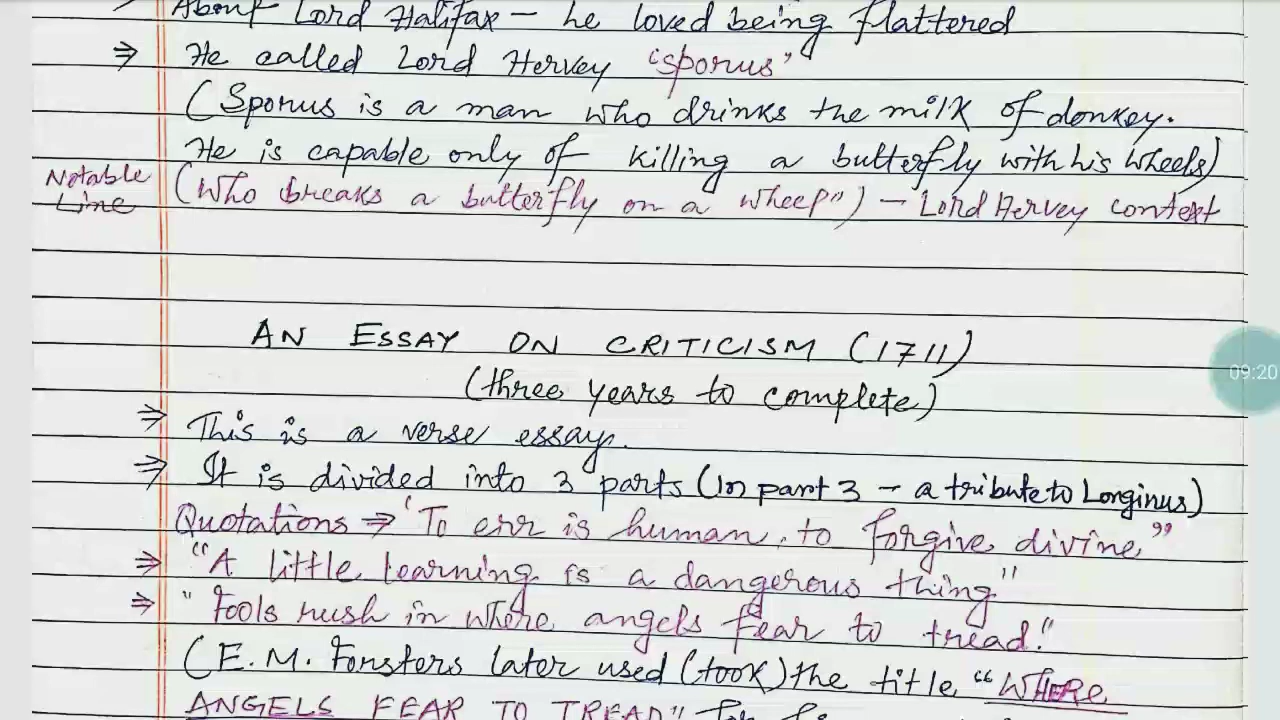 About Lord Halifax - he loved being flattered
⇒ He called Lord Hervey "Sporus"
(Sporus is a man who drinks the milk of donkey.
He is capable only of killing a butterfly with his wheels)
Notable Line (Who breaks a butterfly on a wheel") - Lord Hervey context
AN ESSAY ON CRITICISM (1711)
(three years to complete)
⇒ This is a verse essay.
⇒ It is divided into 3 parts (In part 3 - a tribute to Longinus)
Quotations ⇒ 'To err is human, to forgive, divine"
⇒ "A little learning is a dangerous thing"
⇒ "Fools rush in where angels fear to tread!"
(E.M. Forsters later used (took) the title "WHERE
ANGELS FEAR TO TREAD" for
09:20